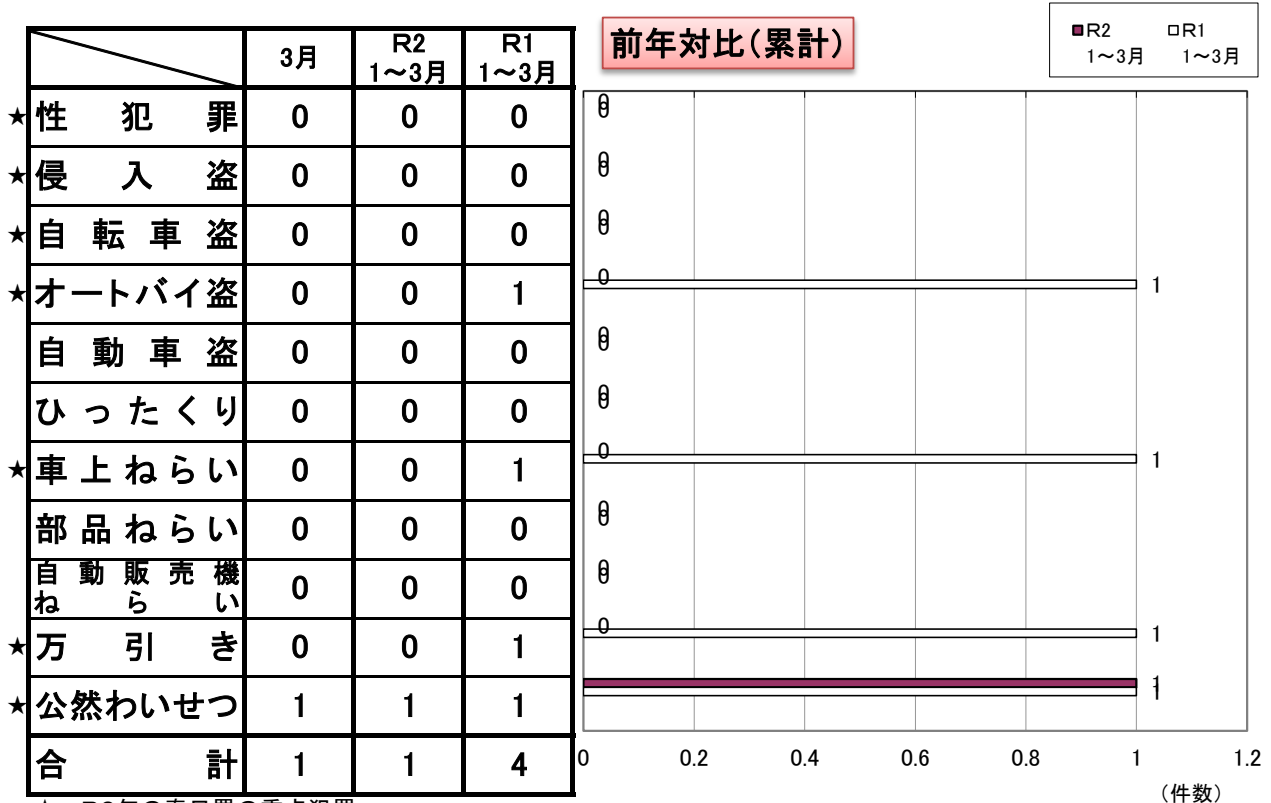 前年対比（累計）
■R2 1～3月 □R1 1～3月
3月 R2 1～3月 R1 1～3月
★性犯罪 0 0 0
★侵入盗 0 0 0
★自転車盗 0 0 0
★オートバイ盗 0 0 1
自動車盗 0 0 0
ひったくり 0 0 0
★車上ねらい 0 0 1
部品ねらい 0 0 0
自動販売機ねらい 0 0 0
★万引き 0 0 1
★公然わいせつ 1 1 1
合計 1 1 4
0 0
0 0
0 0
0 1
0 0
0 0
0 1
0 0
0 0
0 1
1 1
0 0.2 0.4 0.6 0.8 1 1.2
（件数）